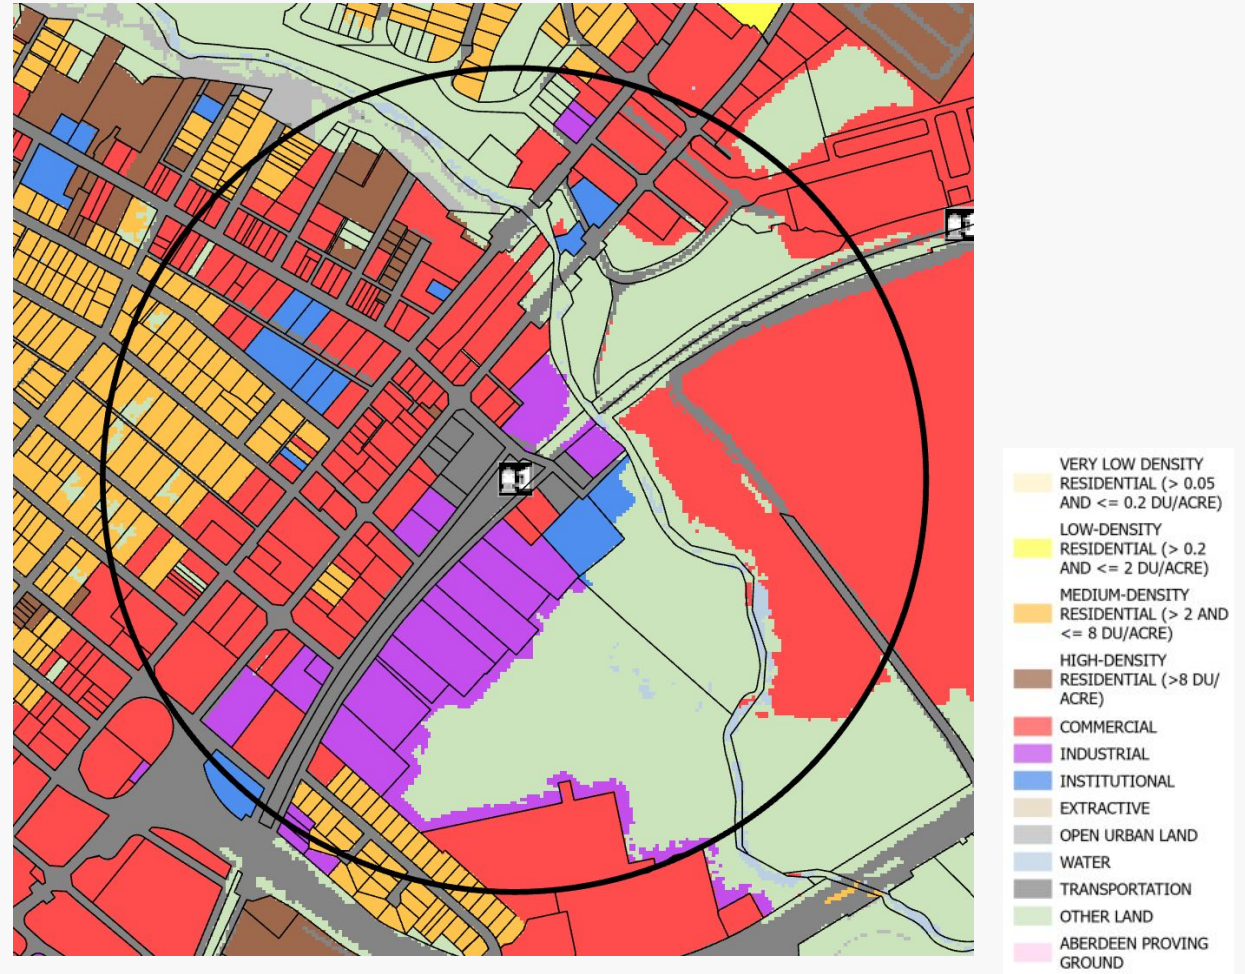 VERY LOW DENSITY
RESIDENTIAL (> 0.05
AND <= 0.2 DU/ACRE)
LOW-DENSITY
RESIDENTIAL (> 0.2
AND <= 2 DU/ACRE)
MEDIUM-DENSITY
RESIDENTIAL (> 2 AND
<= 8 DU/ACRE)
HIGH-DENSITY
RESIDENTIAL (>8 DU/
ACRE)
COMMERCIAL
INDUSTRIAL
INSTITUTIONAL
EXTRACTIVE
OPEN URBAN LAND
WATER
TRANSPORTATION
OTHER LAND
ABERDEEN PROVING
GROUND